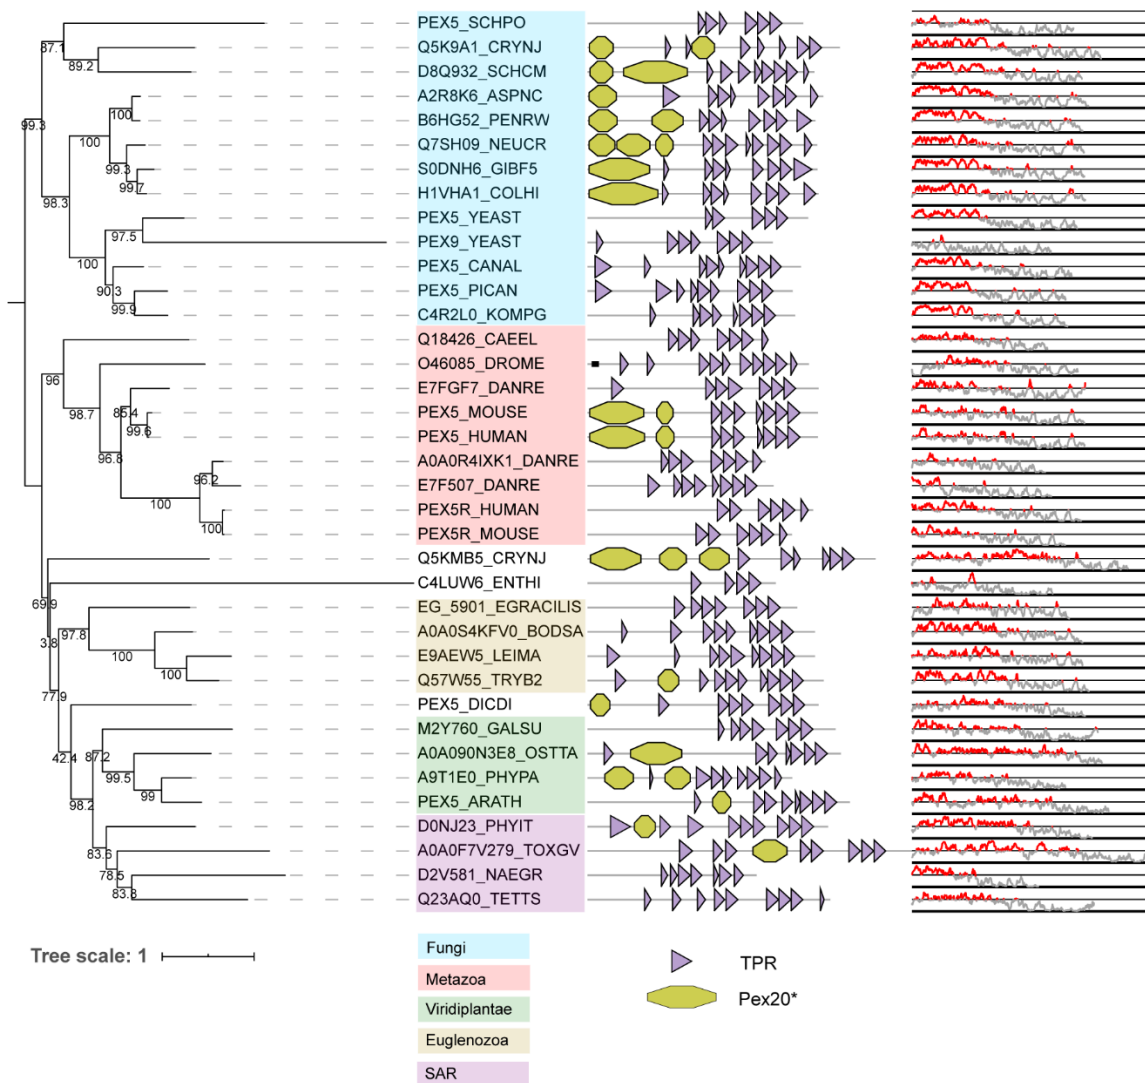 PEX5_SCHPO
87.1
Q5K9A1_CRYNJ
89.2
D8Q932_SCHCM
A2R8K6_ASPNC
100
B6HG52_PENRW
99.3
100
Q7SH09_NEUCR
99.3
S0DNH6_GIBF5
99.7
H1VHA1_COLHI
98.3
PEX5_YEAST
97.5
PEX9_YEAST
100
PEX5_CANAL
90.3
PEX5_PICAN
99.9
C4R2L0_KOMPG
Q18426_CAEEL
96
O46085_DROME
98.7
E7FGF7_DANRE
85.4
PEX5_MOUSE
99.6
PEX5_HUMAN
96.8
A0A0R4IXK1_DANRE
96.2
E7F507_DANRE
100
PEX5R_HUMAN
100
PEX5R_MOUSE
Q5KMB5_CRYNJ
C4LUW6_ENTHI
69.9
EG_5901_EGRACILIS
97.8
3.8
A0A0S4KFV0_BODSA
100
E9AEW5_LEIMA
100
77.9
Q57W55_TRYB2
PEX5_DICDI
M2Y760_GALSU
42.4
87.2
A0A090N3E8_OSTTA
99.5
A9T1E0_PHYPA
99
98.2
PEX5_ARATH
D0NJ23_PHYIT
83.6
A0A0F7V279_TOXGV
78.5
D2V581_NAEGR
83.8
Q23AQ0_TETTS
Tree scale: 1
Fungi
Metazoa
Viridiplantae
Euglenozoa
SAR
TPR
Pex20*